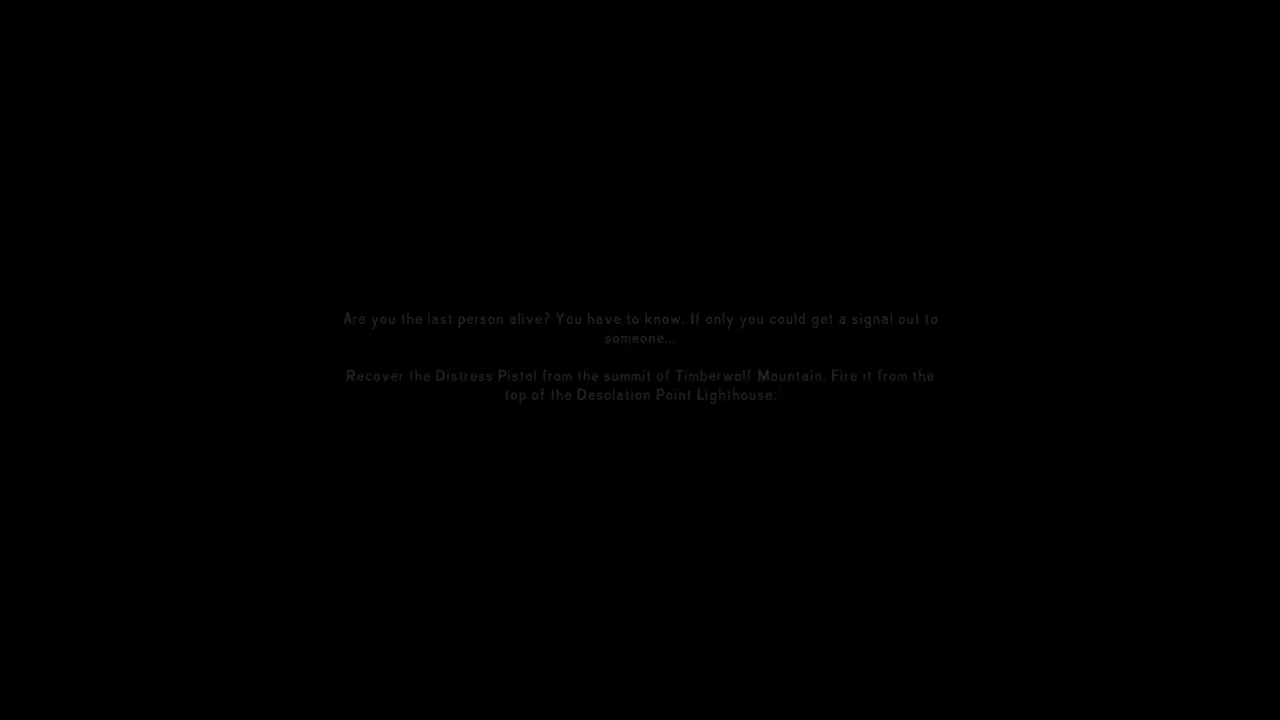 Are you the last person alive? You have to know. If only you could get a signal out to
someone...
Recover the Distress Pistol from the summit of Timberwolf Mountain. Fire it from the
top of the Desolation Point Lighthouse.